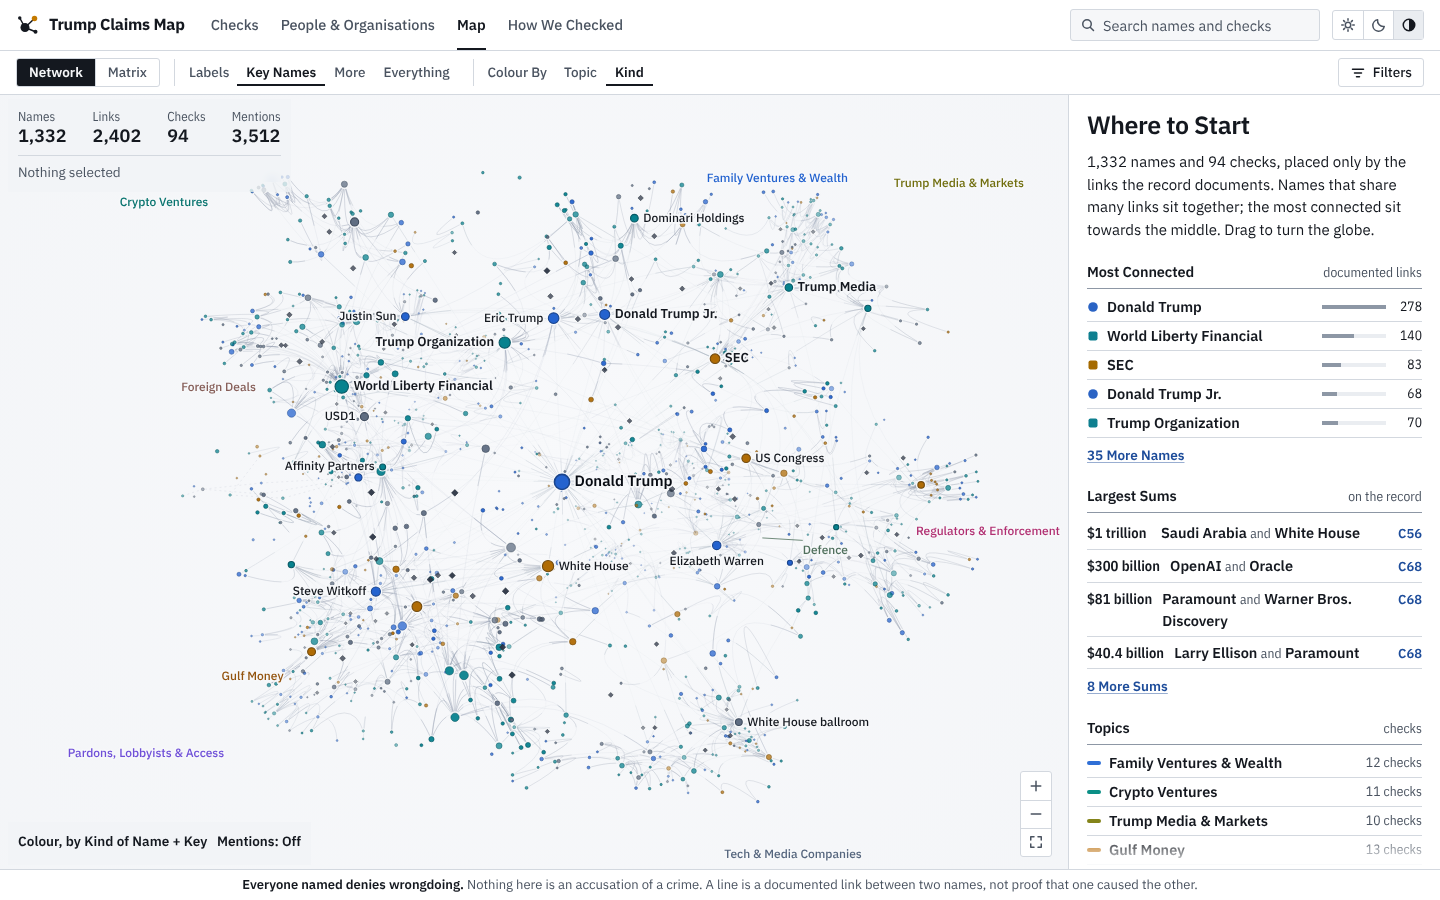 Trump Claims Map
Checks
People & Organisations
Map
How We Checked
Search names and checks
Network
Matrix
Labels
Key Names
More
Everything
Colour By
Topic
Kind
Filters
Names
Links
Checks
Mentions
1,332
2,402
94
3,512
Nothing selected
Crypto Ventures
Family Ventures & Wealth
Trump Media & Markets
Dominari Holdings
Trump Media
Justin Sun
Eric Trump
Donald Trump Jr.
Trump Organization
SEC
Foreign Deals
World Liberty Financial
USD1
Affinity Partners
US Congress
Donald Trump
Regulators & Enforcement
Defence
Elizabeth Warren
White House
Steve Witkoff
Gulf Money
White House ballroom
Pardons, Lobbyists & Access
Tech & Media Companies
Colour, by Kind of Name + Key
Mentions: Off
Where to Start
1,332 names and 94 checks, placed only by the
links the record documents. Names that share
many links sit together; the most connected sit
towards the middle. Drag to turn the globe.
Most Connected
documented links
Donald Trump 278
World Liberty Financial 140
SEC 83
Donald Trump Jr. 68
Trump Organization 70
35 More Names
Largest Sums
on the record
$1 trillion Saudi Arabia and White House C56
$300 billion OpenAI and Oracle C68
$81 billion Paramount and Warner Bros. C68
Discovery
$40.4 billion Larry Ellison and Paramount C68
8 More Sums
Topics
checks
Family Ventures & Wealth 12 checks
Crypto Ventures 11 checks
Trump Media & Markets 10 checks
Gulf Money 13 checks
Everyone named denies wrongdoing. Nothing here is an accusation of a crime. A line is a documented link between two names, not proof that one caused the other.